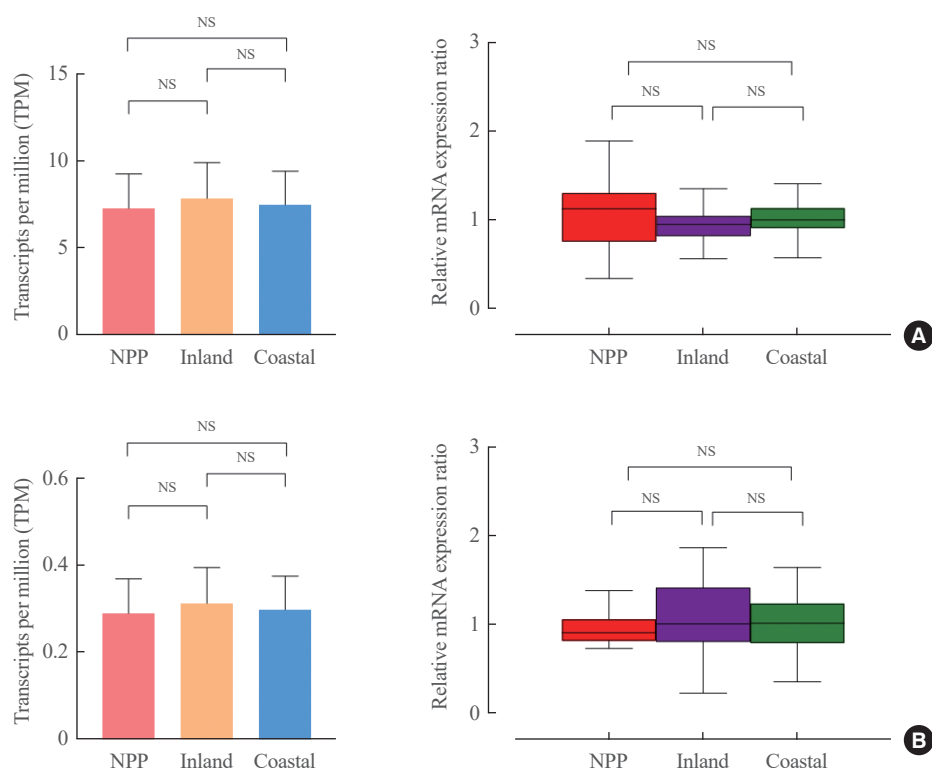 NS
NS
NS
15
10
5
0
Transcripts per million (TPM)
NPP Inland Coastal
NS
NS NS
3
2
1
0
Relative mRNA expression ratio
NPP Inland Coastal
A
NS
NS
NS
0.6
0.4
0.2
0
Transcripts per million (TPM)
NPP Inland Coastal
NS
NS NS
3
2
1
0
Relative mRNA expression ratio
NPP Inland Coastal
B